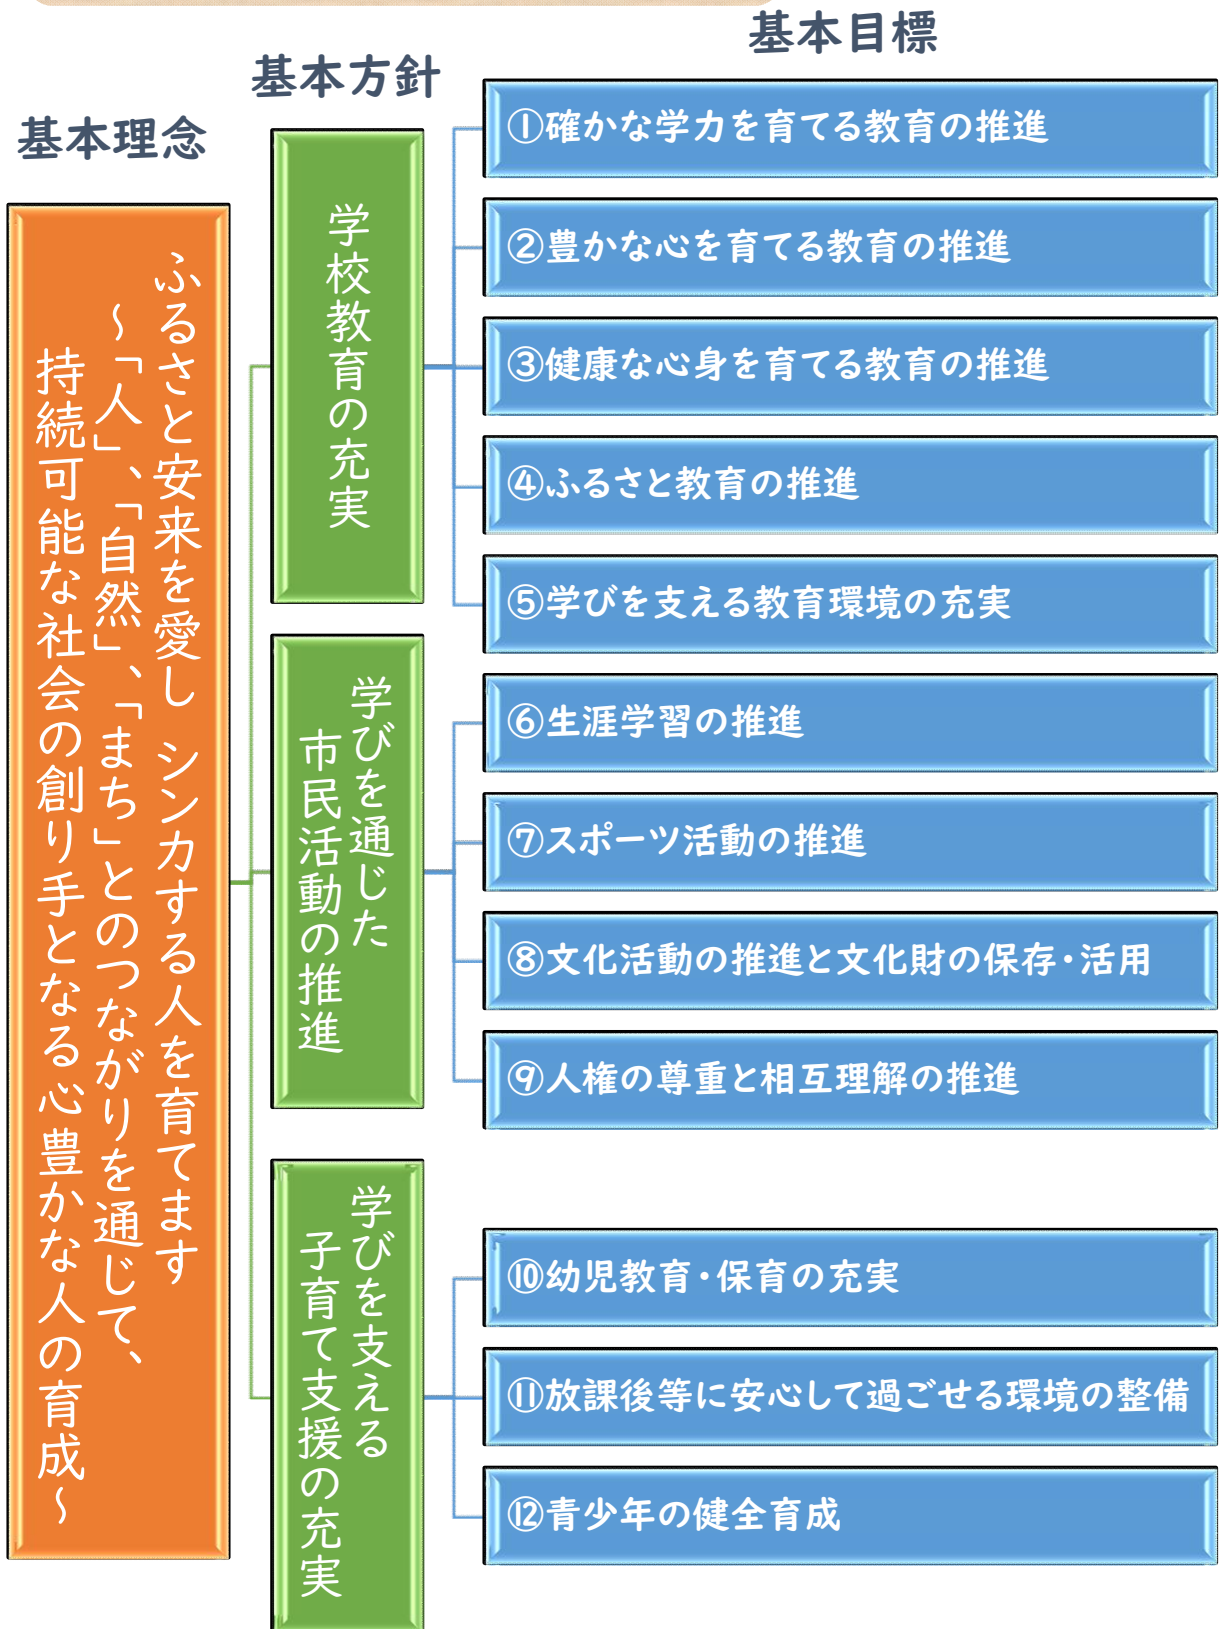 基本理念
ふるさと安来を愛し シンカする人を育てます
～「人」、「自然」、「まち」とのつながりを通じて、
持続可能な社会の創り手となる心豊かな人の育成～
基本方針
学校教育の充実
学びを通じた
市民活動の推進
学びを支える
子育て支援の充実
基本目標
①確かな学力を育てる教育の推進
②豊かな心を育てる教育の推進
③健康な心身を育てる教育の推進
④ふるさと教育の推進
⑤学びを支える教育環境の充実
⑥生涯学習の推進
⑦スポーツ活動の推進
⑧文化活動の推進と文化財の保存・活用
⑨人権の尊重と相互理解の推進
⑩幼児教育・保育の充実
⑪放課後等に安心して過ごせる環境の整備
⑫青少年の健全育成